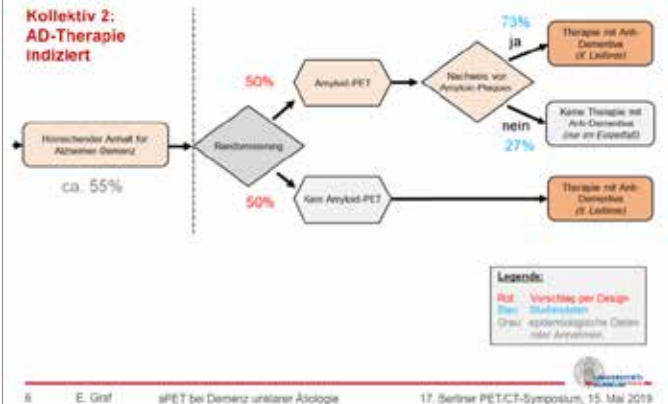 Kollektiv 2:
AD-Therapie
indiziert
Hinreichender Anhalt für
Alzheimer-Demenz
ca. 55%
Randomisierung
50%
50%
Amyloid-PET
Kein Amyloid-PET
Nachweis von
Amyloid-Plaques
73%
ja
nein
27%
Therapie mit Anti-
Dementiva
(lt. Leitlinie)
Keine Therapie mit
Anti-Dementiva
(nur im Einzelfall)
Therapie mit Anti-
Dementiva
(lt. Leitlinie)
Legende:
Rot: Vorschlag per Design
Blau: Studiendaten
Grau: epidemiologische Daten
oder Annahmen
6 E. Graf aPET bei Demenz unklarer Ätiologie 17. Berliner PET/CT-Symposium, 15. Mai 2019